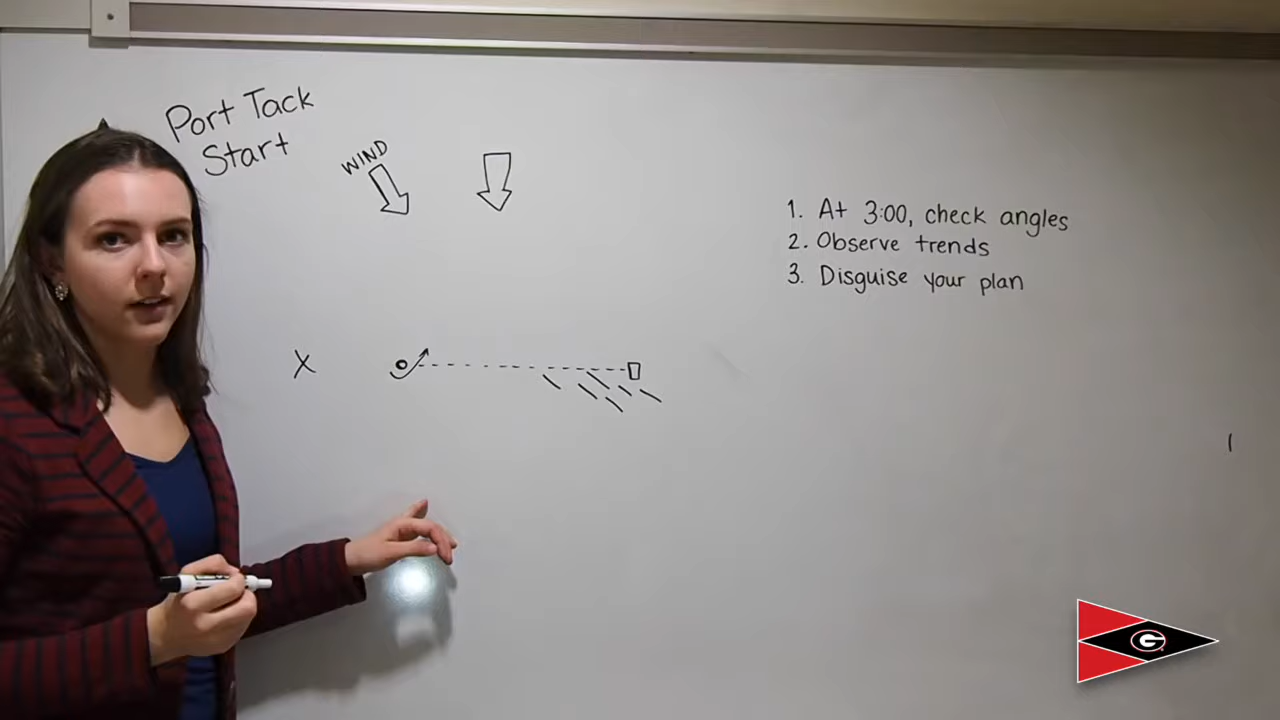 Port Tack
Start
WIND
X
1. At 3:00, check angles
2. Observe trends
3. Disguise your plan
G